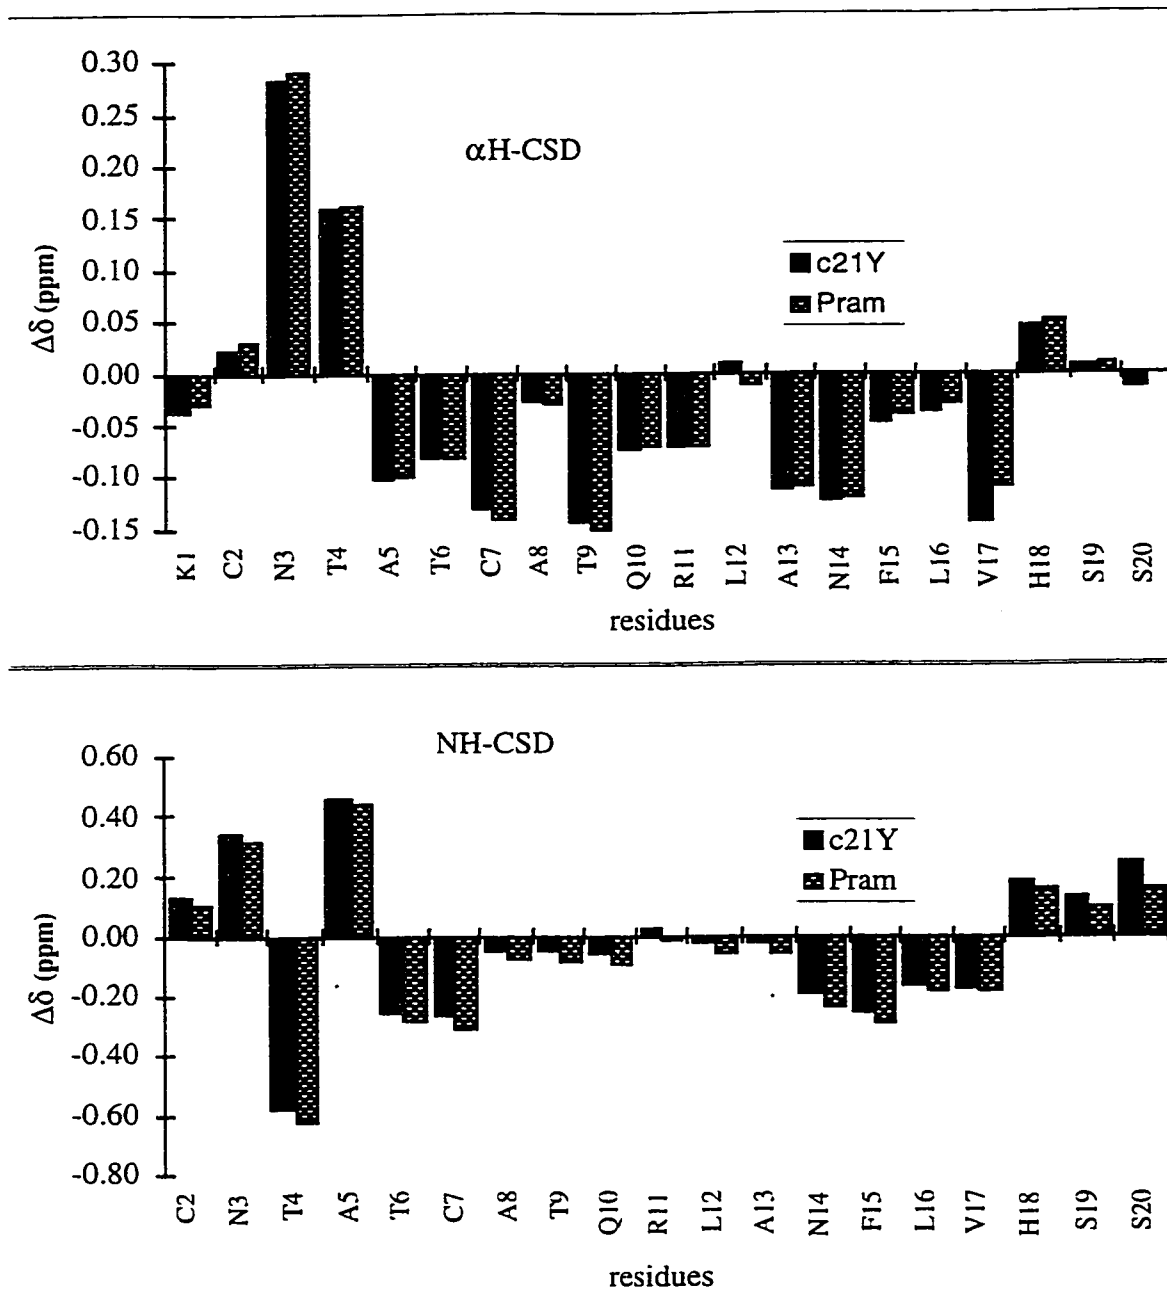 0.30
0.25
0.20
0.15
0.10
0.05
0.00
-0.05
-0.10
-0.15
Δδ (ppm)
αH-CSD
c21Y
Pram
K1 C2 N3 T4 A5 T6 C7 A8 T9 Q10 R11 L12 A13 N14 F15 L16 V17 H18 S19 S20
residues
0.60
0.40
0.20
0.00
-0.20
-0.40
-0.60
-0.80
Δδ (ppm)
NH-CSD
c21Y
Pram
C2 N3 T4 A5 T6 C7 A8 T9 Q10 R11 L12 A13 N14 F15 L16 V17 H18 S19 S20
residues